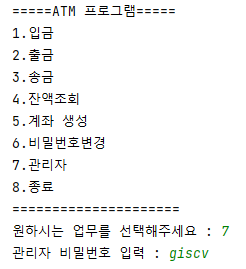 =====ATM 프로그램=====
1.입금
2.출금
3.송금
4.잔액조회
5.계좌 생성
6.비밀번호변경
7.관리자
8.종료
=====================
원하시는 업무를 선택해주세요 : 7
관리자 비밀번호 입력 : giscv